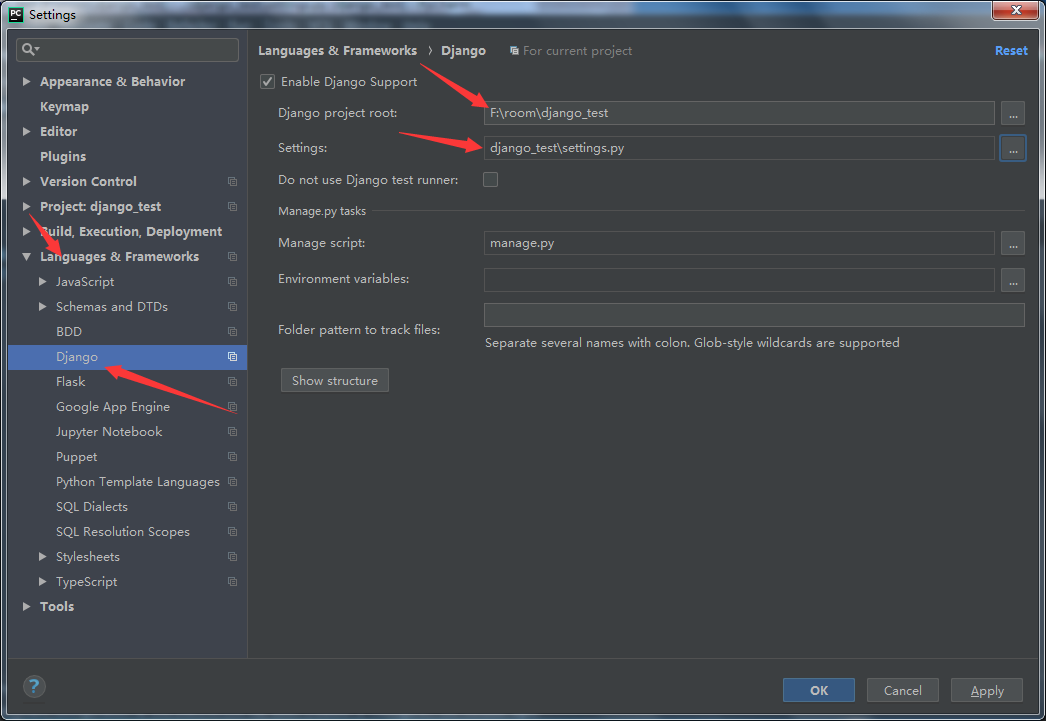 PC Settings
Appearance & Behavior
Keymap
Editor
Plugins
Version Control
Project: django_test
Build, Execution, Deployment
Languages & Frameworks
JavaScript
Schemas and DTDs
BDD
Django
Flask
Google App Engine
Jupyter Notebook
Puppet
Python Template Languages
SQL Dialects
SQL Resolution Scopes
Stylesheets
TypeScript
Tools
Languages & Frameworks › Django For current project Reset
Enable Django Support
Django project root: F:\room\django_test ...
Settings: django_test\settings.py ...
Do not use Django test runner:
Manage.py tasks
Manage script: manage.py ...
Environment variables: ...
Folder pattern to track files:
Separate several names with colon. Glob-style wildcards are supported
Show structure
? OK Cancel Apply